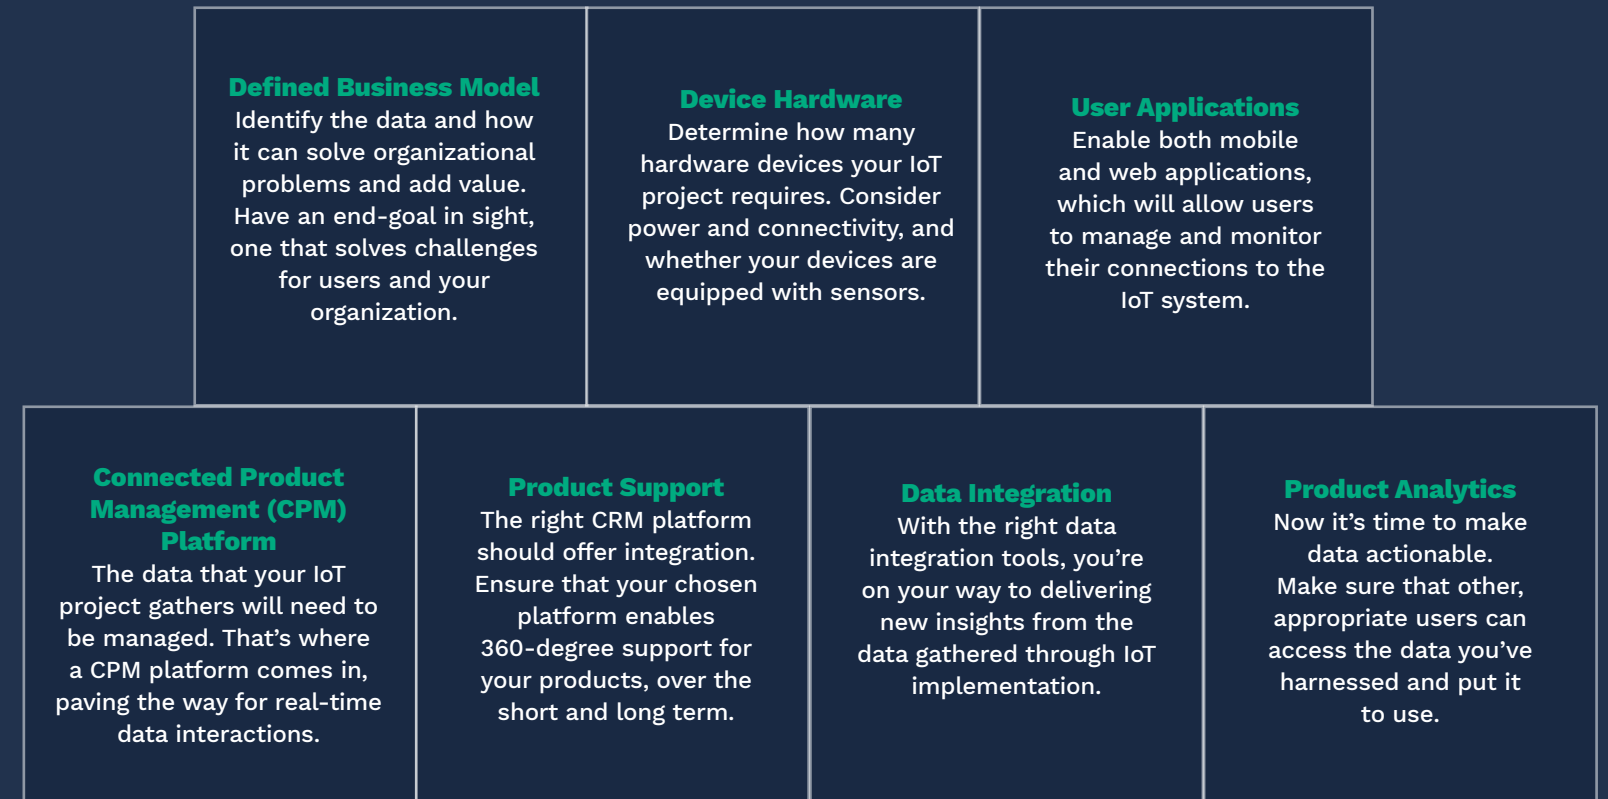 Defined Business Model
Identify the data and how
it can solve organizational
problems and add value.
Have an end-goal in sight,
one that solves challenges
for users and your
organization.
Device Hardware
Determine how many
hardware devices your IoT
project requires. Consider
power and connectivity, and
whether your devices are
equipped with sensors.
User Applications
Enable both mobile
and web applications,
which will allow users
to manage and monitor
their connections to the
IoT system.
Connected Product
Management (CPM)
Platform
The data that your IoT
project gathers will need to
be managed. That’s where
a CPM platform comes in,
paving the way for real-time
data interactions.
Product Support
The right CRM platform
should offer integration.
Ensure that your chosen
platform enables
360-degree support for
your products, over the
short and long term.
Data Integration
With the right data
integration tools, you’re
on your way to delivering
new insights from the
data gathered through IoT
implementation.
Product Analytics
Now it’s time to make
data actionable.
Make sure that other,
appropriate users can
access the data you’ve
harnessed and put it
to use.